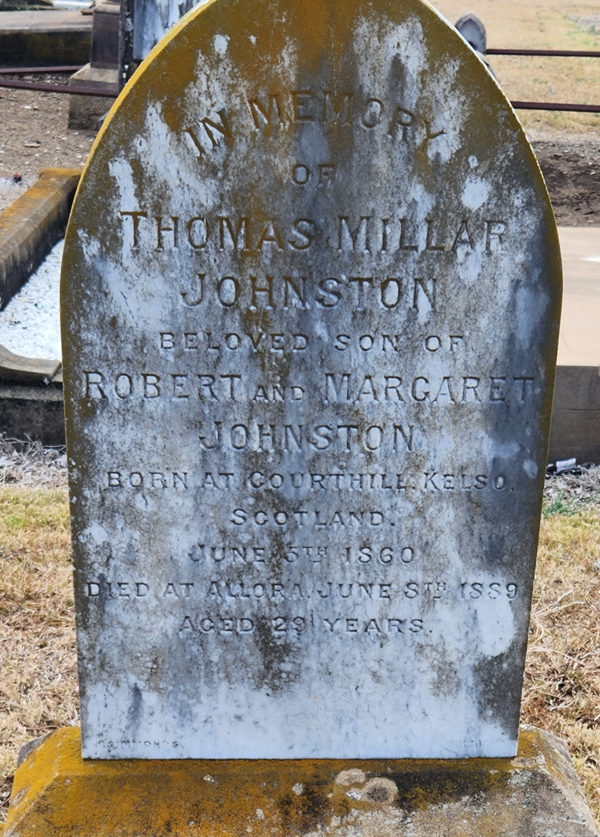 IN MEMORY
OF
THOMAS MILLAR
JOHNSTON
BELOVED SON OF
ROBERT AND MARGARET
JOHNSTON
BORN AT COURTHILL, KELSO,
SCOTLAND.
JUNE 5TH 1860
DIED AT ALLORA, JUNE 8TH 1889
AGED 29 YEARS.